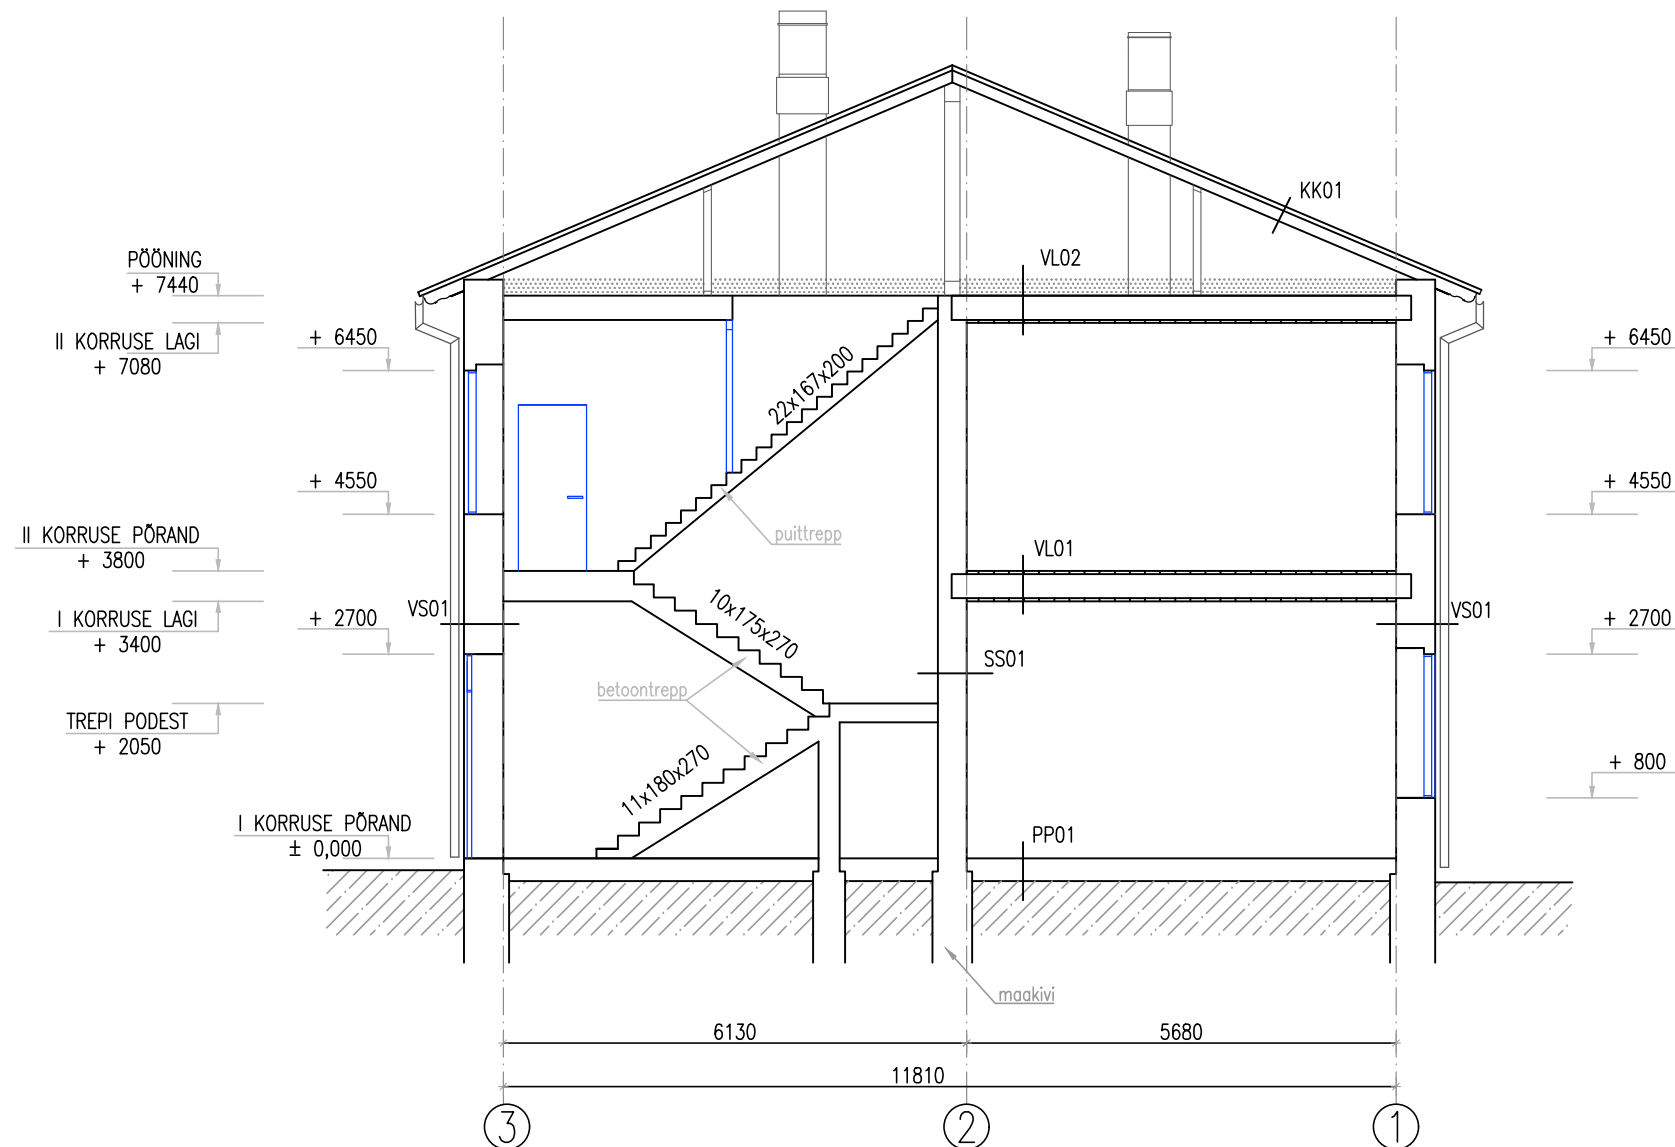 KK01
PÖÖNING
+ 7440
VL02
II KORRUSE LAGI
+ 7080
+ 6450
+ 6450
22x167x200
+ 4550
+ 4550
puittrepp
II KORRUSE PÕRAND
+ 3800
VL01
I KORRUSE LAGI
+ 3400
VS01
+ 2700
10x175x270
VS01
+ 2700
SS01
betoontrepp
TREPI PODEST
+ 2050
11x180x270
+ 800
I KORRUSE PÕRAND
± 0,000
PP01
maakivi
6130
5680
11810
3
2
1